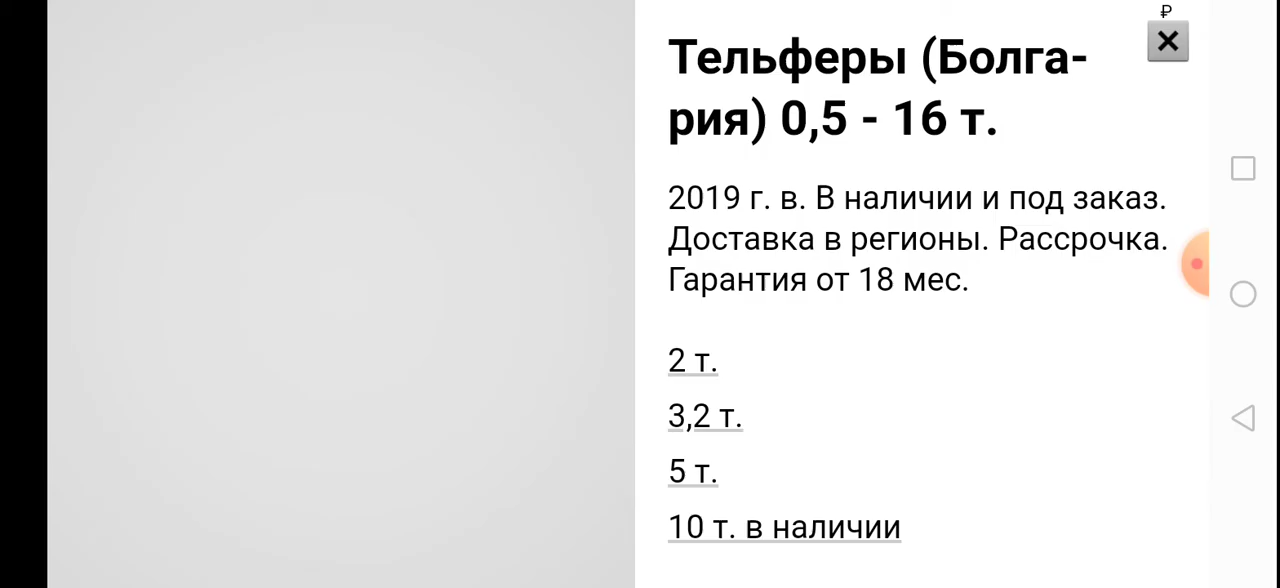 ₽
Тельферы (Болга-
рия) 0,5 - 16 т.
2019 г. в. В наличии и под заказ.
Доставка в регионы. Рассрочка.
Гарантия от 18 мес.
2 т.
3,2 т.
5 т.
10 т. в наличии